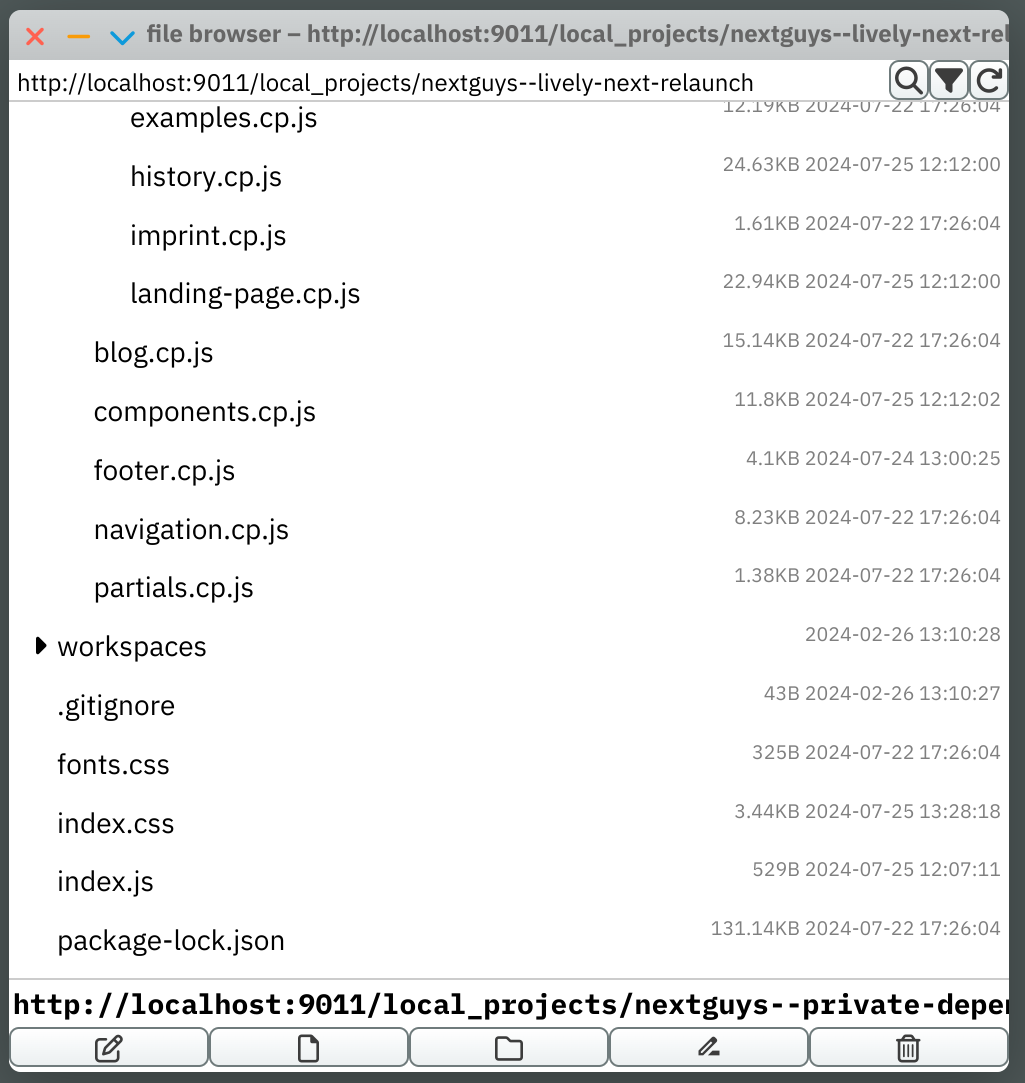 file browser – http://localhost:9011/local_projects/nextguys--lively-next-rel
http://localhost:9011/local_projects/nextguys--lively-next-relaunch
examples.cp.js 12.19KB 2024-07-22 17:26:04
history.cp.js 24.63KB 2024-07-25 12:12:00
imprint.cp.js 1.61KB 2024-07-22 17:26:04
landing-page.cp.js 22.94KB 2024-07-25 12:12:00
blog.cp.js 15.14KB 2024-07-22 17:26:04
components.cp.js 11.8KB 2024-07-25 12:12:02
footer.cp.js 4.1KB 2024-07-24 13:00:25
navigation.cp.js 8.23KB 2024-07-22 17:26:04
partials.cp.js 1.38KB 2024-07-22 17:26:04
workspaces 2024-02-26 13:10:28
.gitignore 43B 2024-02-26 13:10:27
fonts.css 325B 2024-07-22 17:26:04
index.css 3.44KB 2024-07-25 13:28:18
index.js 529B 2024-07-25 12:07:11
package-lock.json 131.14KB 2024-07-22 17:26:04
http://localhost:9011/local_projects/nextguys--private-depen